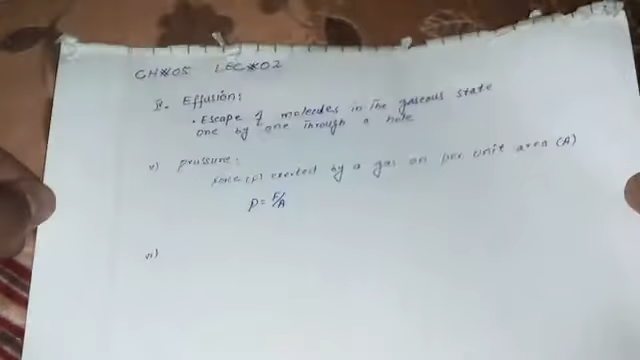 CH#05 LEC#02
IV. Effusion:
• Escape of molecules in the gaseous state
one by one through a hole
v) pressure:
Force (F) exerted by a gas on per unit area (A)
P = F/A
vi)